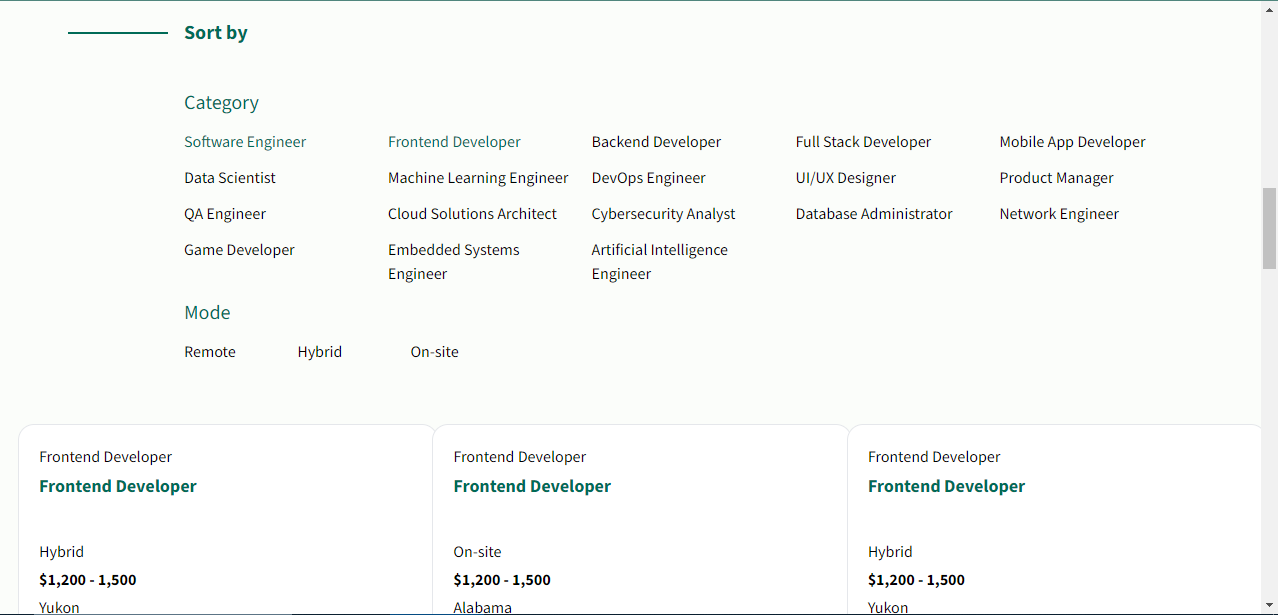 Sort by
Category
Software Engineer Frontend Developer Backend Developer Full Stack Developer Mobile App Developer
Data Scientist Machine Learning Engineer DevOps Engineer UI/UX Designer Product Manager
QA Engineer Cloud Solutions Architect Cybersecurity Analyst Database Administrator Network Engineer
Game Developer Embedded Systems Artificial Intelligence
Engineer Engineer
Mode
Remote Hybrid On-site
Frontend Developer Frontend Developer Frontend Developer
Frontend Developer Frontend Developer Frontend Developer
Hybrid On-site Hybrid
$1,200 - 1,500 $1,200 - 1,500 $1,200 - 1,500
Yukon Alabama Yukon